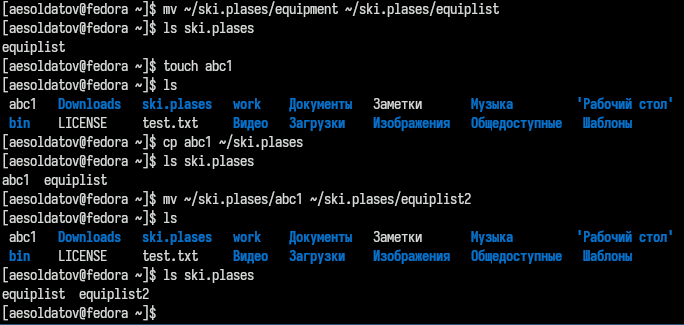 [aesoldatov@fedora ~]$ mv ~/ski.plases/equipment ~/ski.plases/equiplist
[aesoldatov@fedora ~]$ ls ski.plases
equiplist
[aesoldatov@fedora ~]$ touch abc1
[aesoldatov@fedora ~]$ ls
abc1 Downloads ski.plases work Документы Заметки Музыка 'Рабочий стол'
bin LICENSE test.txt Видео Загрузки Изображения Общедоступные Шаблоны
[aesoldatov@fedora ~]$ cp abc1 ~/ski.plases
[aesoldatov@fedora ~]$ ls ski.plases
abc1 equiplist
[aesoldatov@fedora ~]$ mv ~/ski.plases/abc1 ~/ski.plases/equiplist2
[aesoldatov@fedora ~]$ ls
abc1 Downloads ski.plases work Документы Заметки Музыка 'Рабочий стол'
bin LICENSE test.txt Видео Загрузки Изображения Общедоступные Шаблоны
[aesoldatov@fedora ~]$ ls ski.plases
equiplist equiplist2
[aesoldatov@fedora ~]$